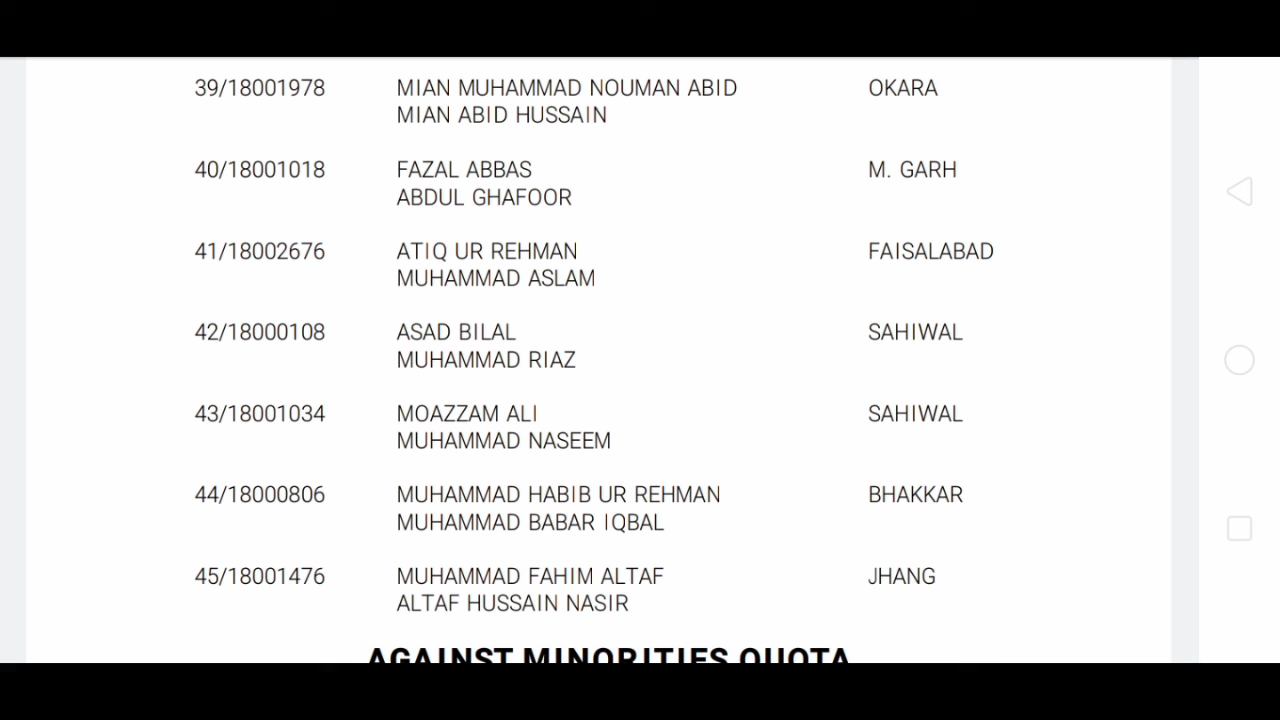 39/18001978 MIAN MUHAMMAD NOUMAN ABID OKARA
MIAN ABID HUSSAIN
40/18001018 FAZAL ABBAS M. GARH
ABDUL GHAFOOR
41/18002676 ATIQ UR REHMAN FAISALABAD
MUHAMMAD ASLAM
42/18000108 ASAD BILAL SAHIWAL
MUHAMMAD RIAZ
43/18001034 MOAZZAM ALI SAHIWAL
MUHAMMAD NASEEM
44/18000806 MUHAMMAD HABIB UR REHMAN BHAKKAR
MUHAMMAD BABAR IQBAL
45/18001476 MUHAMMAD FAHIM ALTAF JHANG
ALTAF HUSSAIN NASIR
AGAINST MINORITIES QUOTA